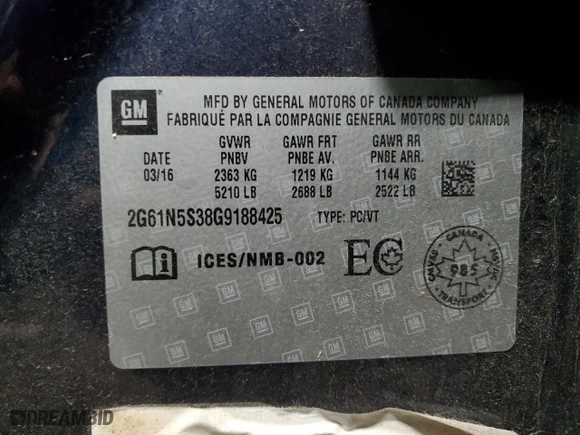 GM
MFD BY GENERAL MOTORS OF CANADA COMPANY
FABRIQUÉ PAR LA COMPAGNIE GENERAL MOTORS DU CANADA
GVWR GAWR FRT GAWR RR
DATE PNBV PNBE AV. PNBE ARR.
03/16 2363 KG 1219 KG 1144 KG
5210 LB 2688 LB 2522 LB
2G61N5S38G9188425 TYPE: PC/VT
ICES/NMB-002 EC
CANADA
985
TRANSPORT
DREAMBID